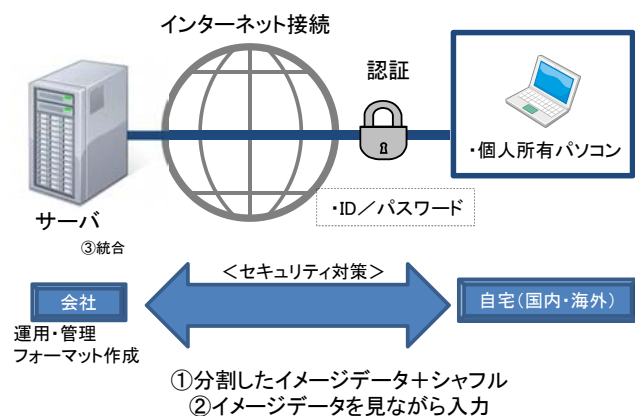 インターネット接続
認証
・個人所有パソコン
・ID／パスワード
サーバ
③統合
＜セキュリティ対策＞
会社
自宅（国内・海外）
運用・管理
フォーマット作成
①分割したイメージデータ＋シャフル
②イメージデータを見ながら入力